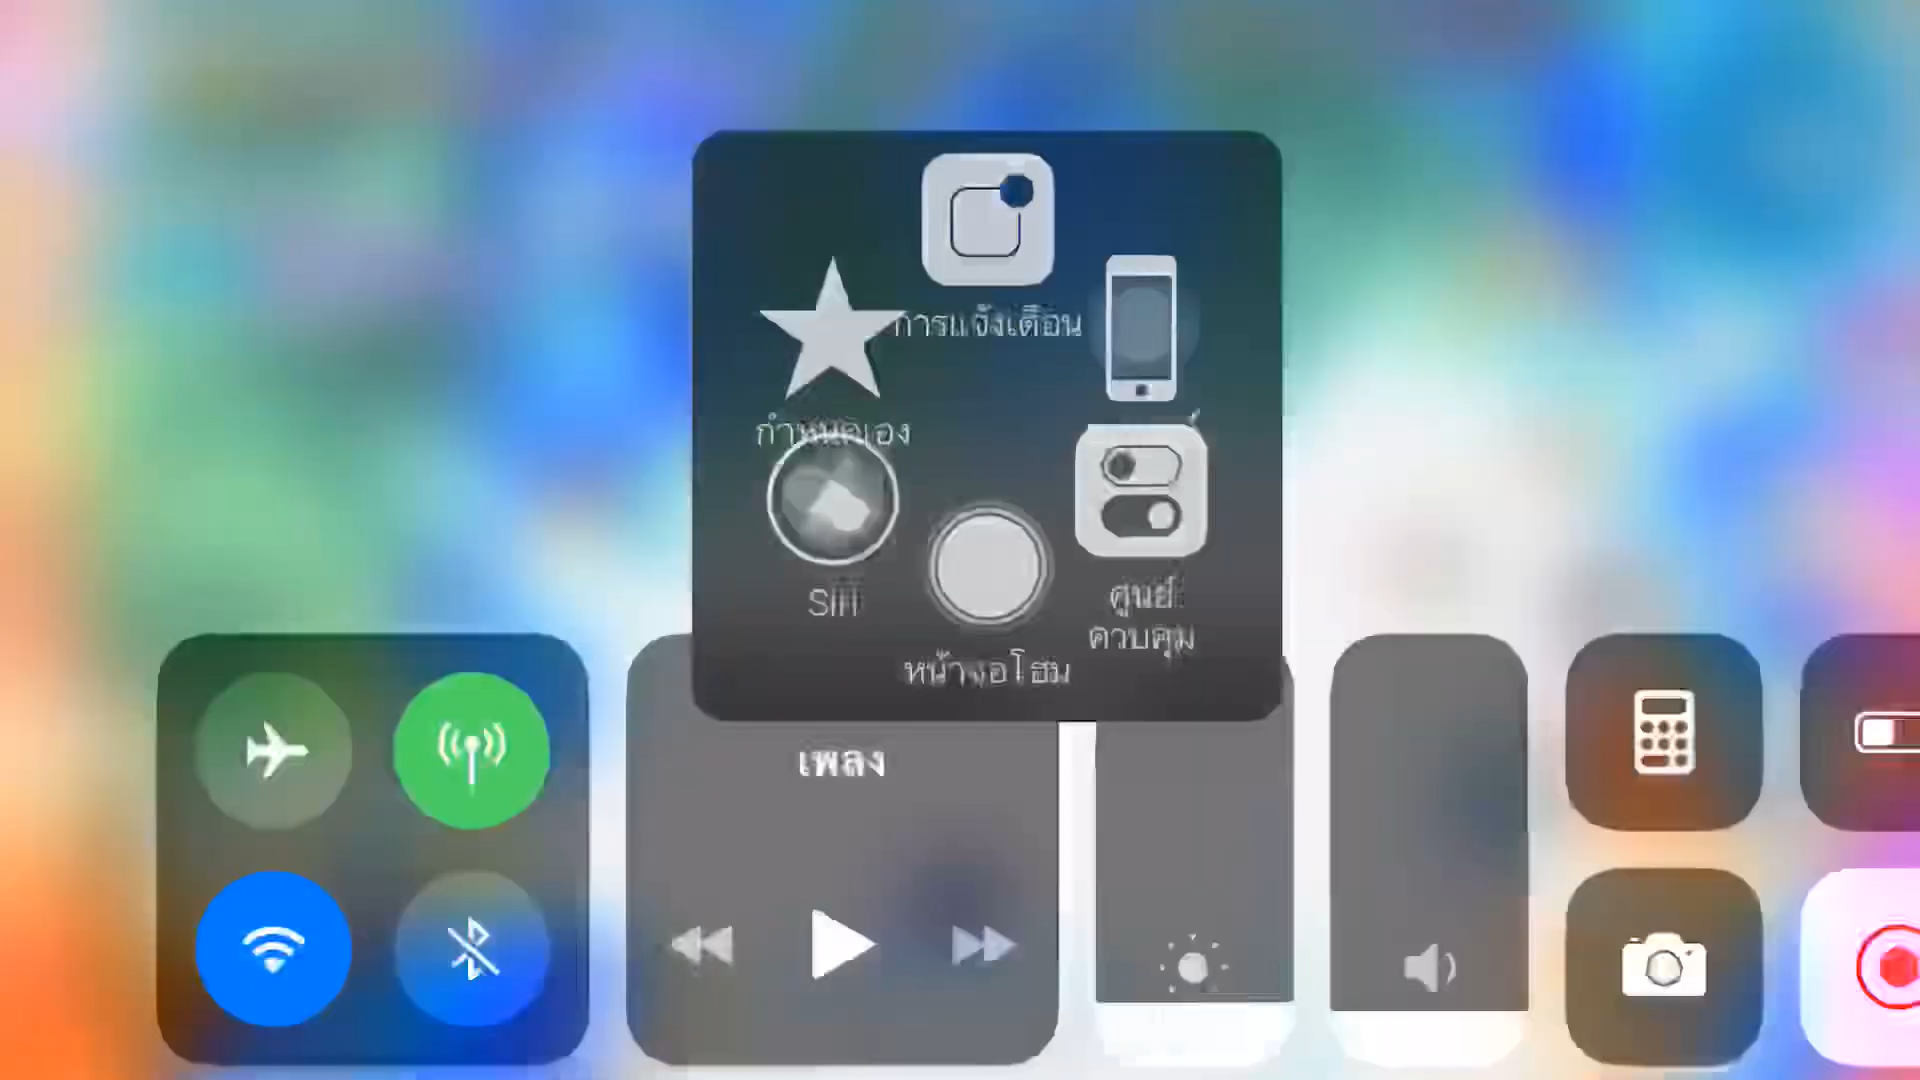 การแจ้งเตือน
กำหนดเอง
Siri
ศูนย์
ควบคุม
หน้าจอโฮม
เพลง